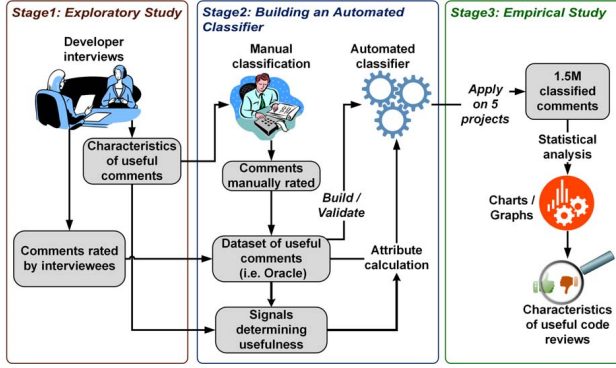 Stage1: Exploratory Study
Developer
interviews
Characteristics
of useful
comments
Comments rated
by interviewees
Stage2: Building an Automated
Classifier
Manual
classification
Automated
classifier
Comments
manually rated
Build /
Validate
Dataset of useful
comments
(i.e. Oracle)
Attribute
calculation
Signals
determining
usefulness
Stage3: Empirical Study
Apply
on 5
projects
1.5M
classified
comments
Statistical
analysis
Charts /
Graphs
Characteristics
of useful code
reviews